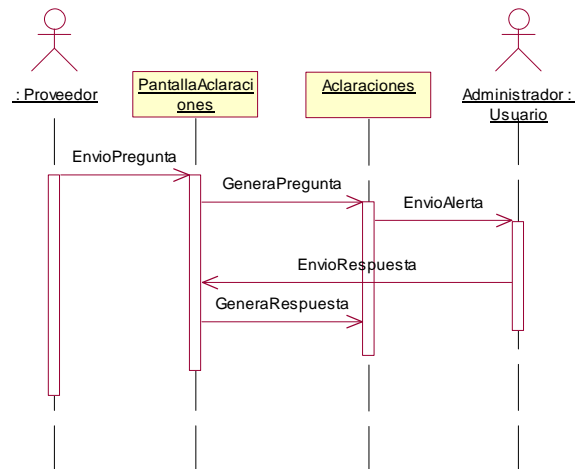 : Proveedor
PantallaAclaraci
ones
Aclaraciones
Administrador :
Usuario
EnvioPregunta
GeneraPregunta
EnvioAlerta
EnvioRespuesta
GeneraRespuesta